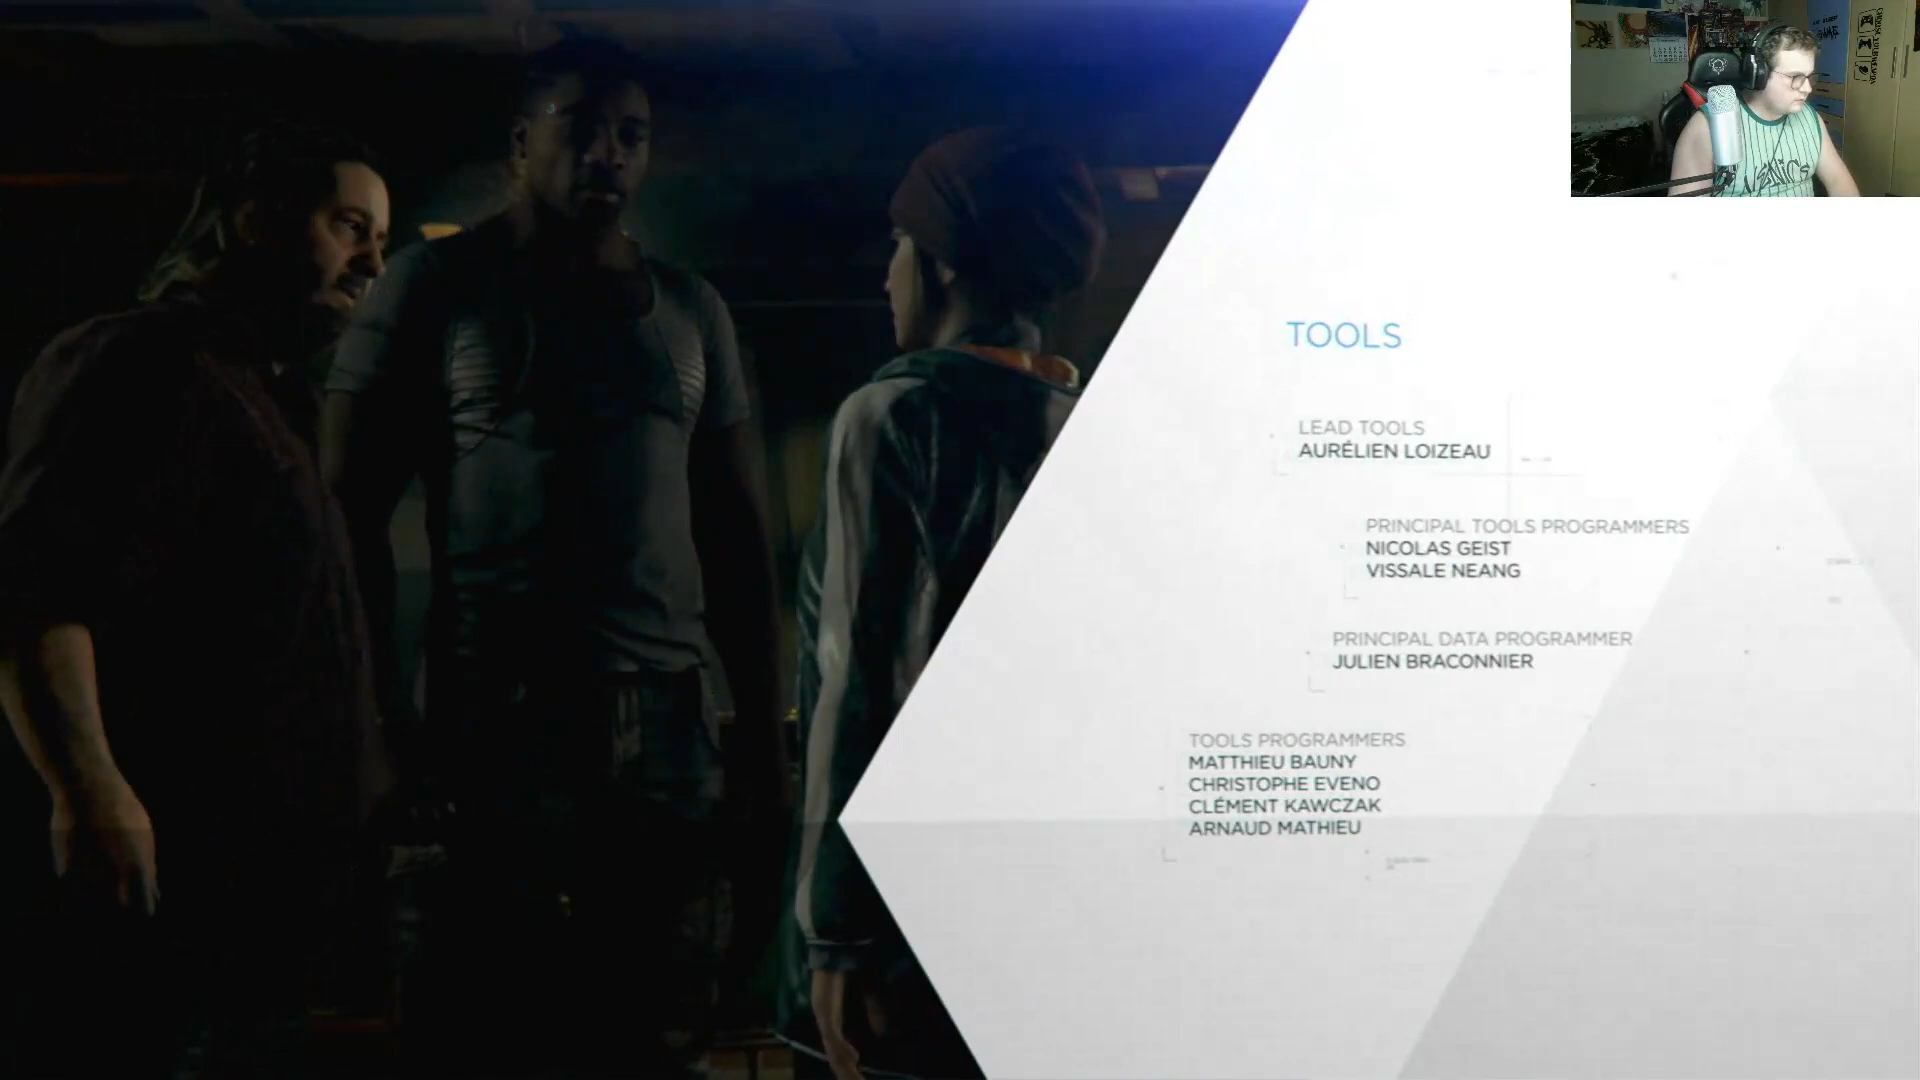 TOOLS
LEAD TOOLS
AURÉLIEN LOIZEAU
PRINCIPAL TOOLS PROGRAMMERS
NICOLAS GEIST
VISSALE NEANG
PRINCIPAL DATA PROGRAMMER
JULIEN BRACONNIER
TOOLS PROGRAMMERS
MATTHIEU BAUNY
CHRISTOPHE EVENO
CLÉMENT KAWCZAK
ARNAUD MATHIEU